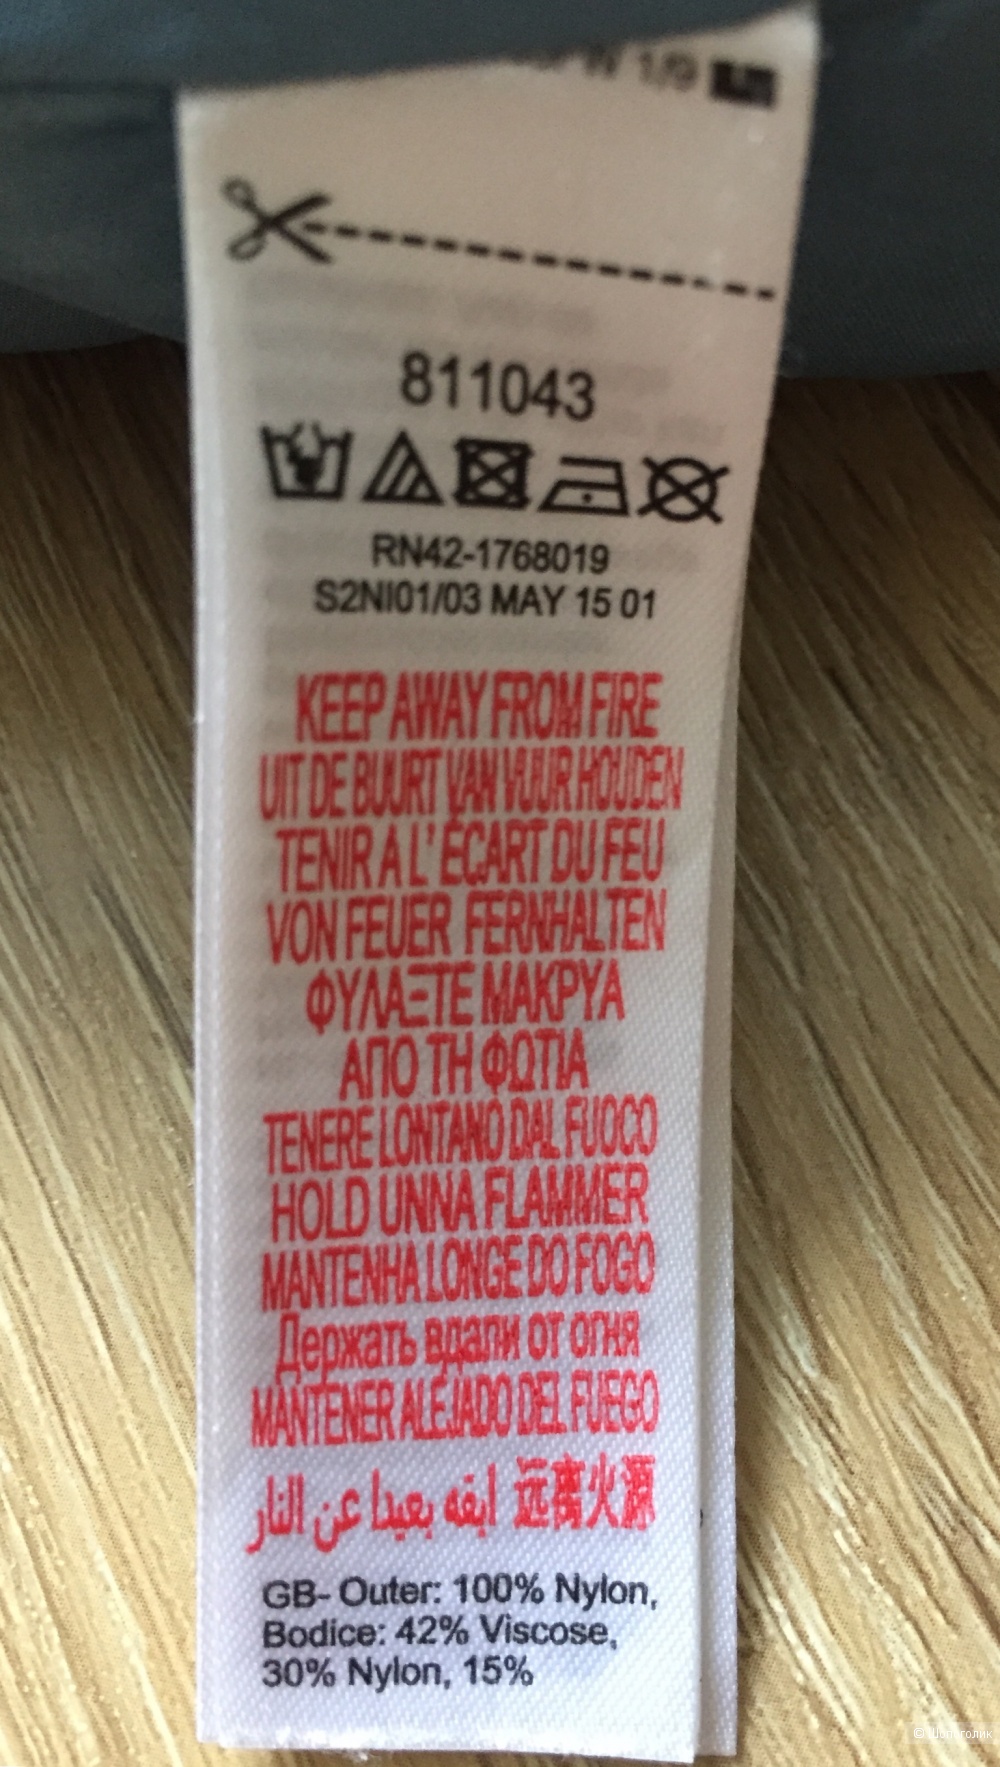 W 1/9
811043
RN42-1768019
S2NI01/03 MAY 15 01
KEEP AWAY FROM FIRE
UIT DE BUURT VAN VUUR HOUDEN
TENIR A L' ÉCART DU FEU
VON FEUER FERNHALTEN
ΦΥΛΑΞΤΕ ΜΑΚΡΥΑ
ΑΠΟ ΤΗ ΦΩΤΙΑ
TENERE LONTANO DAL FUOCO
HOLD UNNA FLAMMER
MANTENHA LONGE DO FOGO
Держать вдали от огня
MANTENER ALEJADO DEL FUEGO
ابقه بعيدا عن النار 远离火源
GB- Outer: 100% Nylon,
Bodice: 42% Viscose,
30% Nylon, 15%
© Шопоголик